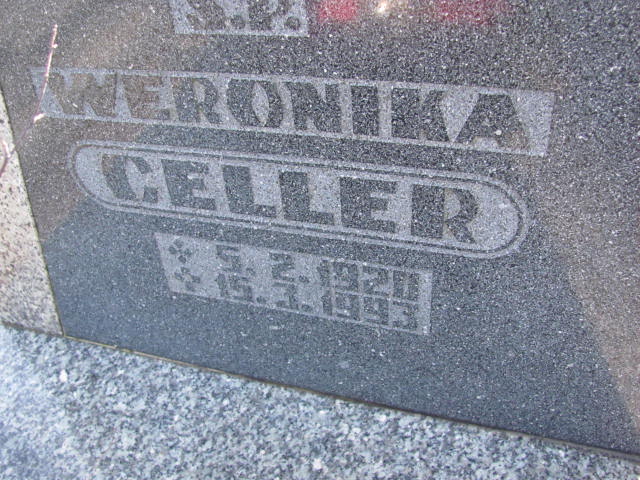 Ś.P.
WERONIKA
CELLER
5.2.1920
15.3.1993